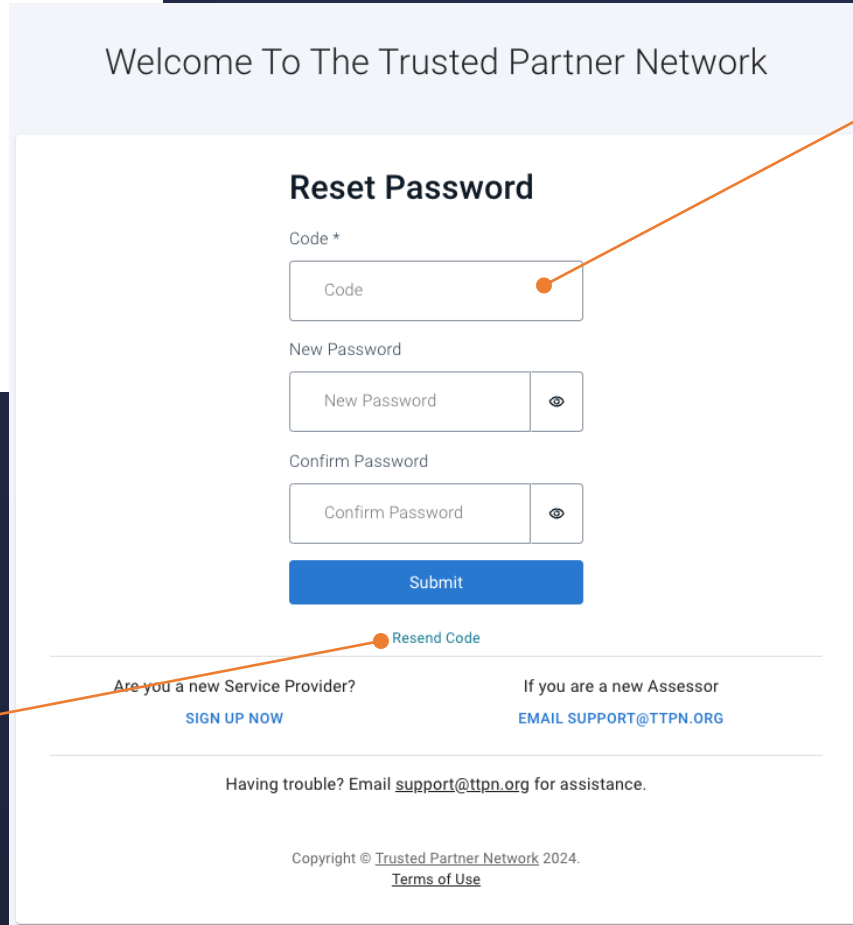 Welcome To The Trusted Partner Network
Reset Password
Code *
Code
New Password
New Password
Confirm Password
Confirm Password
Submit
Resend Code
Are you a new Service Provider?
SIGN UP NOW
If you are a new Assessor
EMAIL SUPPORT@TTPN.ORG
Having trouble? Email support@ttpn.org for assistance.
Copyright © Trusted Partner Network 2024.
Terms of Use